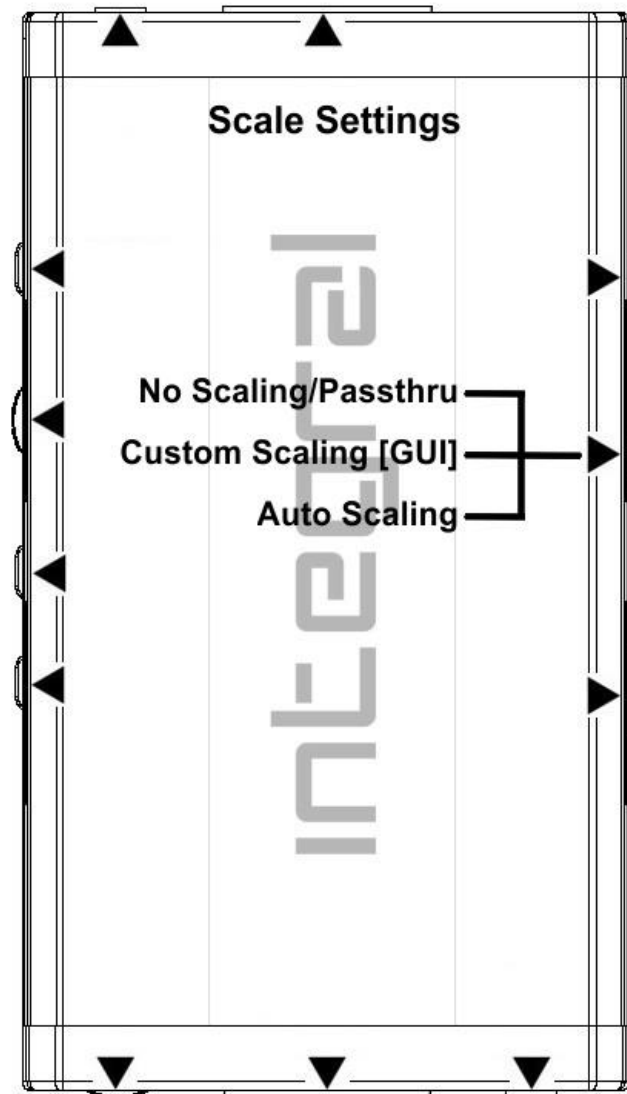 Scale Settings
No Scaling/Passthru
Custom Scaling [GUI]
Auto Scaling
integral